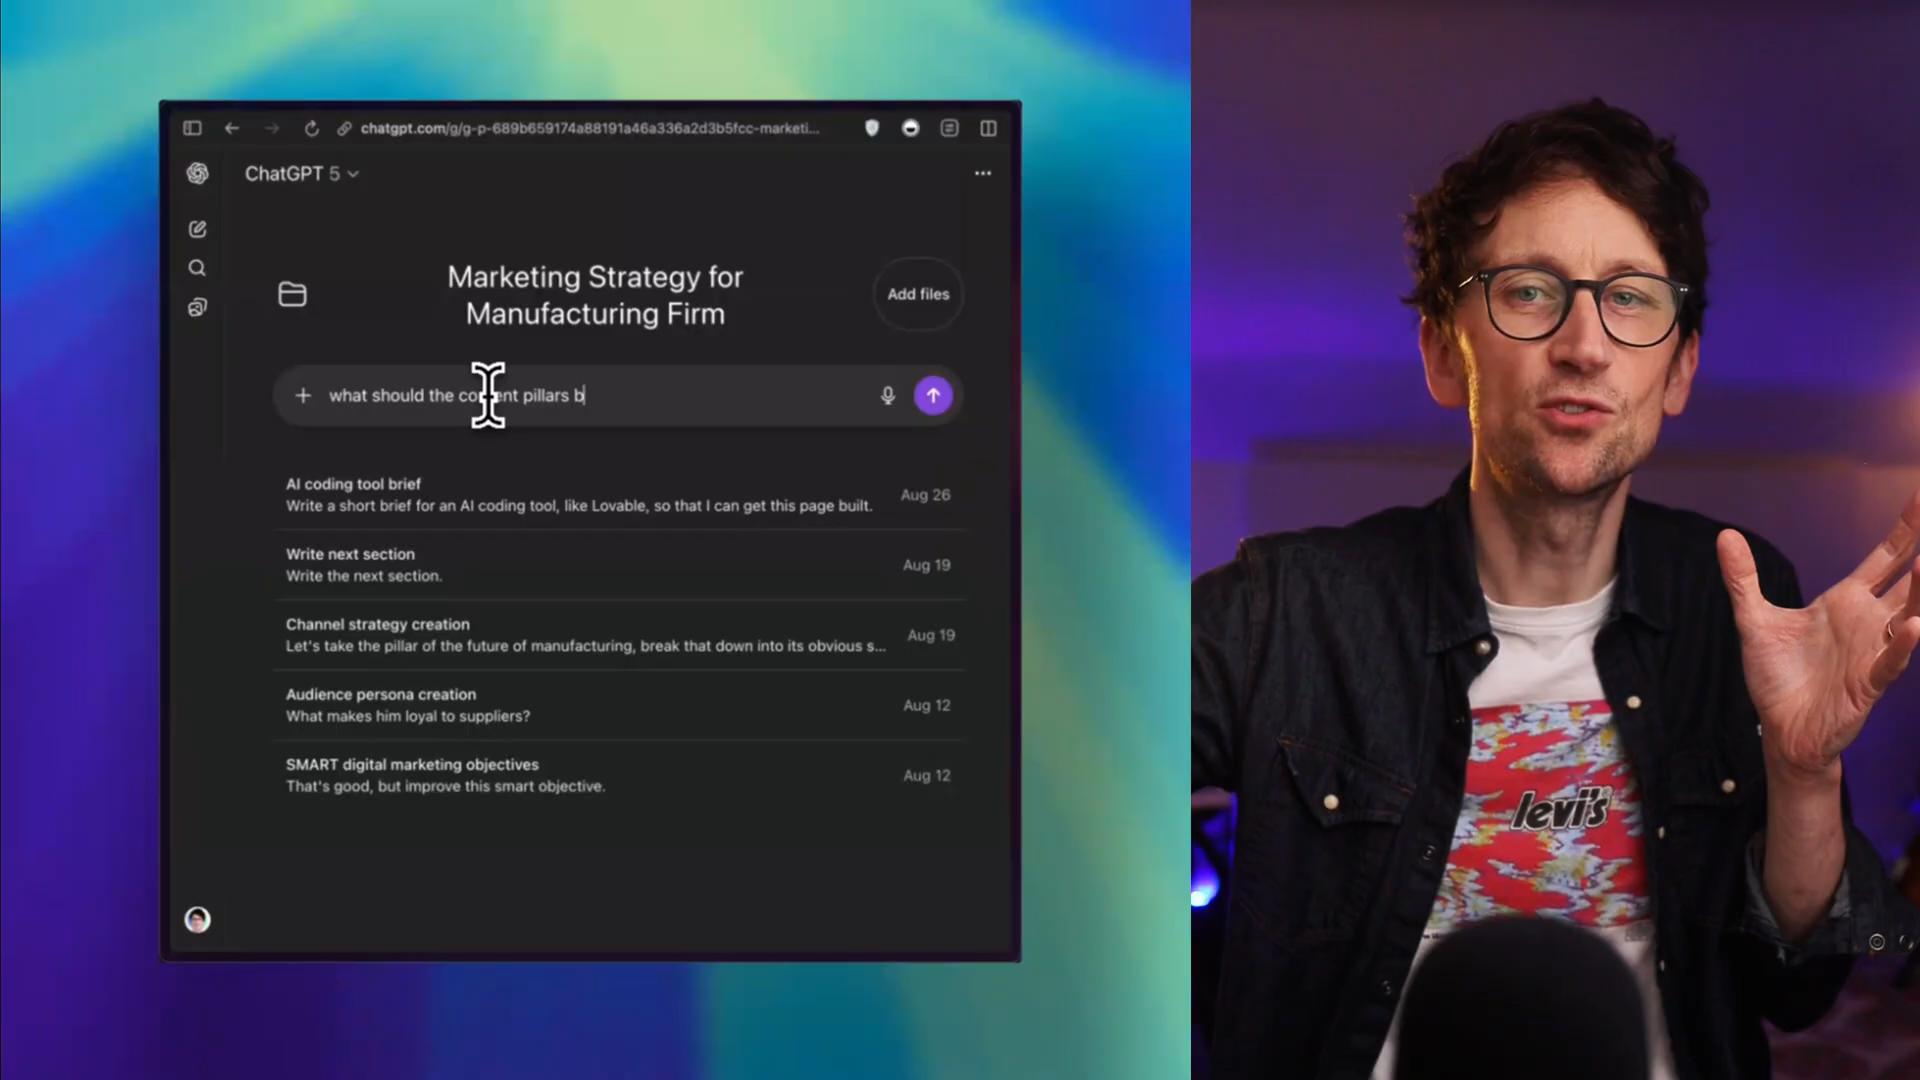 chatgpt.com/g/g-p-689b659174a88191a46a336a2d3b5fcc-marketi...
ChatGPT 5
Marketing Strategy for
Manufacturing Firm
Add files
what should the content pillars b
AI coding tool brief
Write a short brief for an AI coding tool, like Lovable, so that I can get this page built.
Aug 26
Write next section
Write the next section.
Aug 19
Channel strategy creation
Let's take the pillar of the future of manufacturing, break that down into its obvious s...
Aug 19
Audience persona creation
What makes him loyal to suppliers?
Aug 12
SMART digital marketing objectives
That's good, but improve this smart objective.
Aug 12
levi's